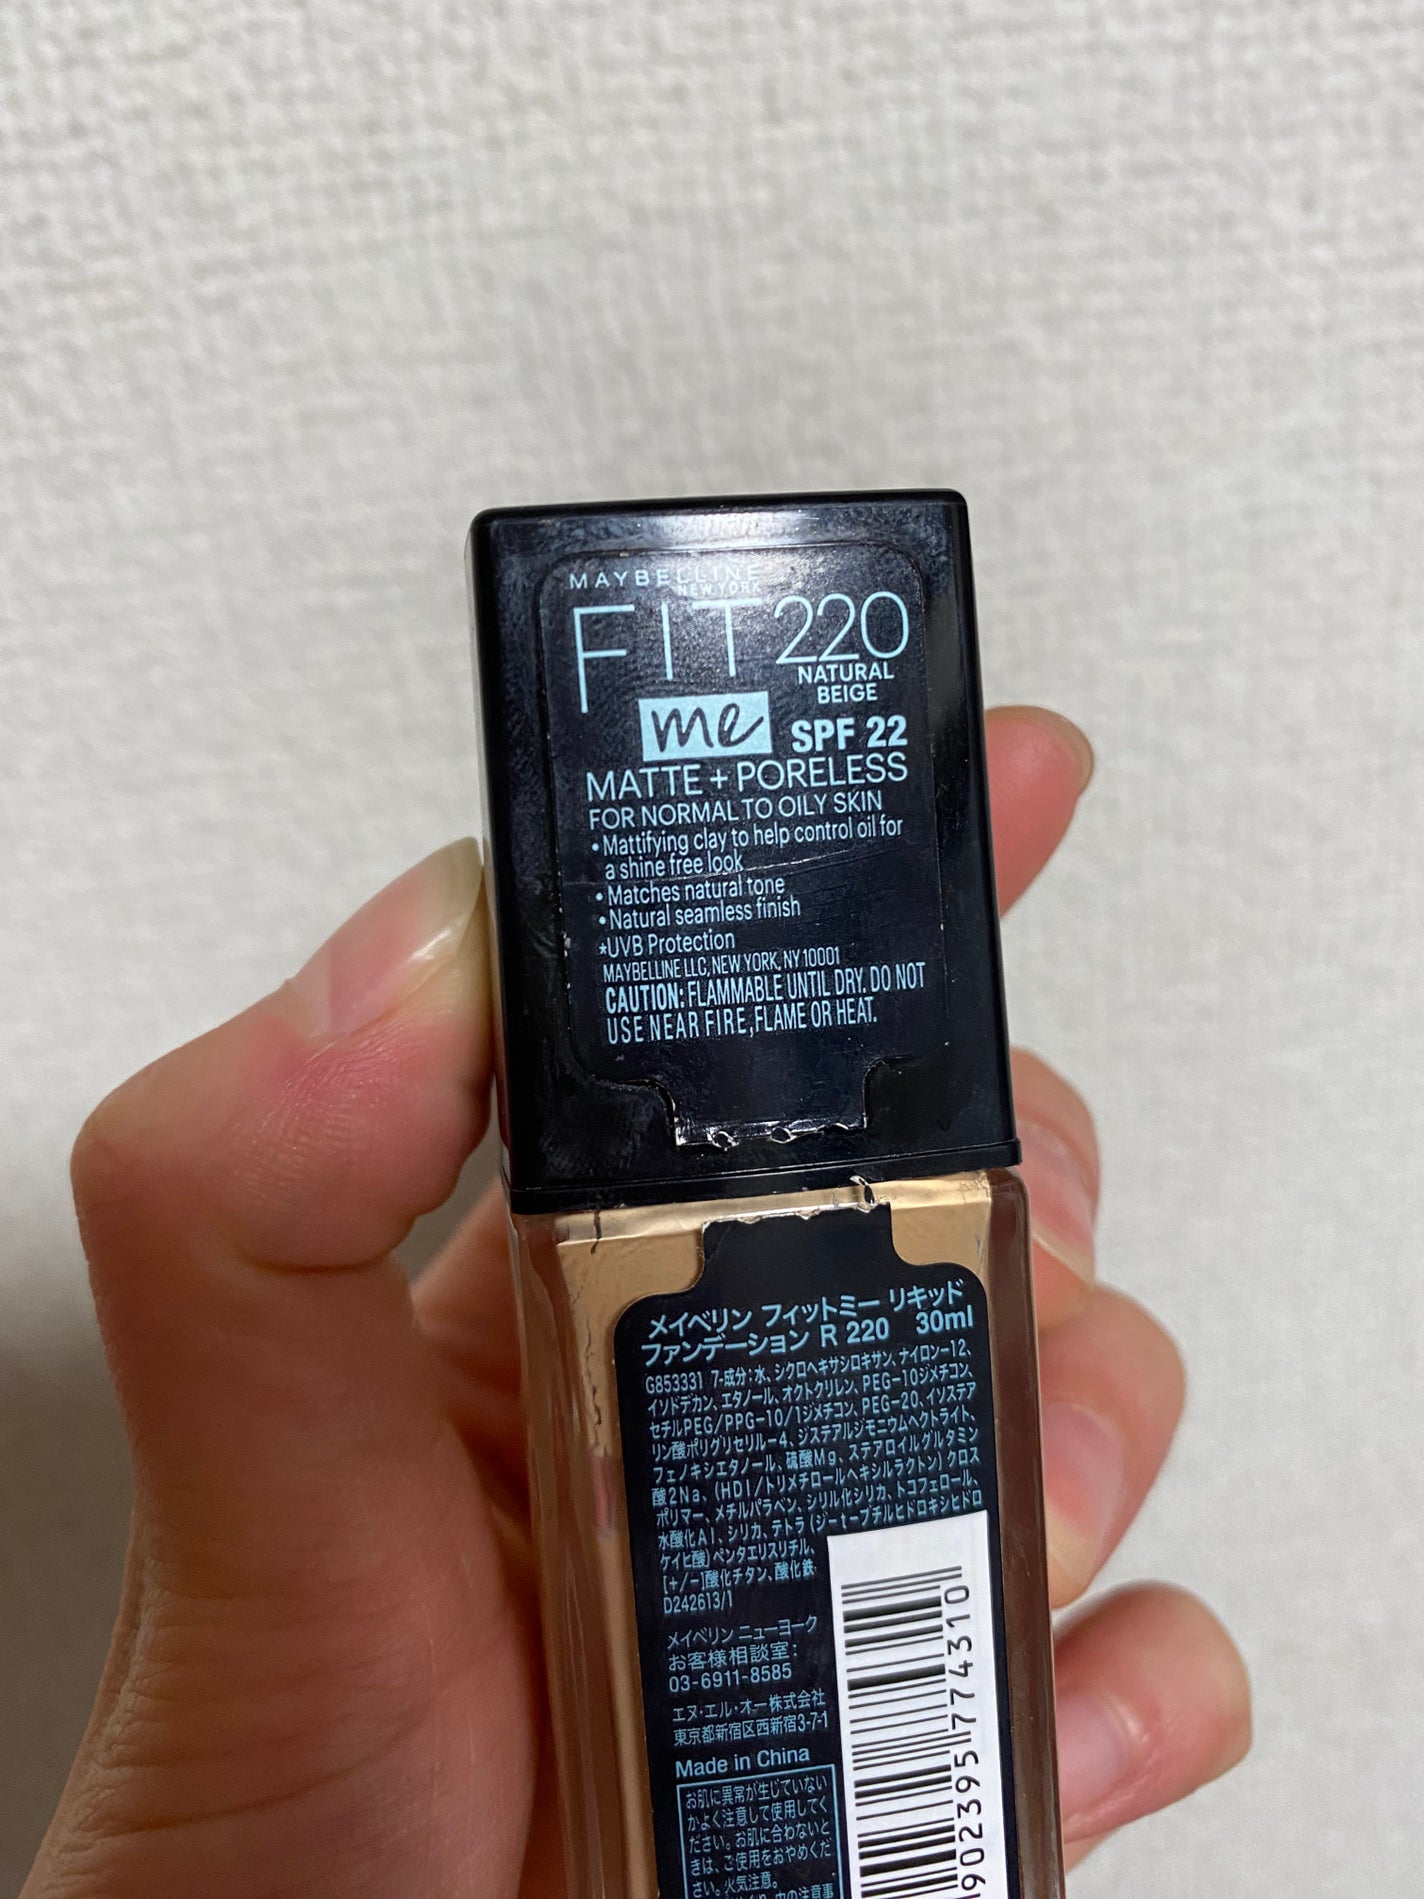 MAYBELLINE
NEW YORK
FIT 220
NATURAL
BEIGE
me SPF 22
MATTE + PORELESS
FOR NORMAL TO OILY SKIN
• Mattifying clay to help control oil for
a shine free look
• Matches natural tone
• Natural seamless finish
*UVB Protection
MAYBELLINE LLC, NEW YORK, NY 10001
CAUTION: FLAMMABLE UNTIL DRY. DO NOT
USE NEAR FIRE, FLAME OR HEAT.
メイベリン フィットミー リキッド
ファンデーション R 220 30ml
G853331 7-成分:水、シクロヘキサシロキサン、ナイロン-12、
イソドデカン、エタノール、オクトクリレン、PEG-10ジメチコン、
セチルPEG/PPG-10/1ジメチコン、PEG-20、イソステア
リン酸ポリグリセリル-4、ジステアルジモニウムヘクトライト、
フェノキシエタノール、硫酸Mg、ステアロイルグルタミン
酸2Na、(HDI/トリメチロールヘキシルラクトン)クロス
ポリマー、メチルパラベン、シリル化シリカ、トコフェロール、
水酸化Al、シリカ、テトラ(ジ-t-ブチルヒドロキシヒドロ
ケイヒ酸)ペンタエリスリチル、
[+/-]酸化チタン、酸化鉄
D242613/1
メイベリン ニューヨーク
お客様相談室:
03-6911-8585
エヌ・エル・オー株式会社
東京都新宿区西新宿3-7-1
Made in China
お肌に異常が生じていない
かよく注意して使用してく
ださい。お肌に合わないと
きは、ご使用をおやめくだ
さい。火気注意。
902395774310